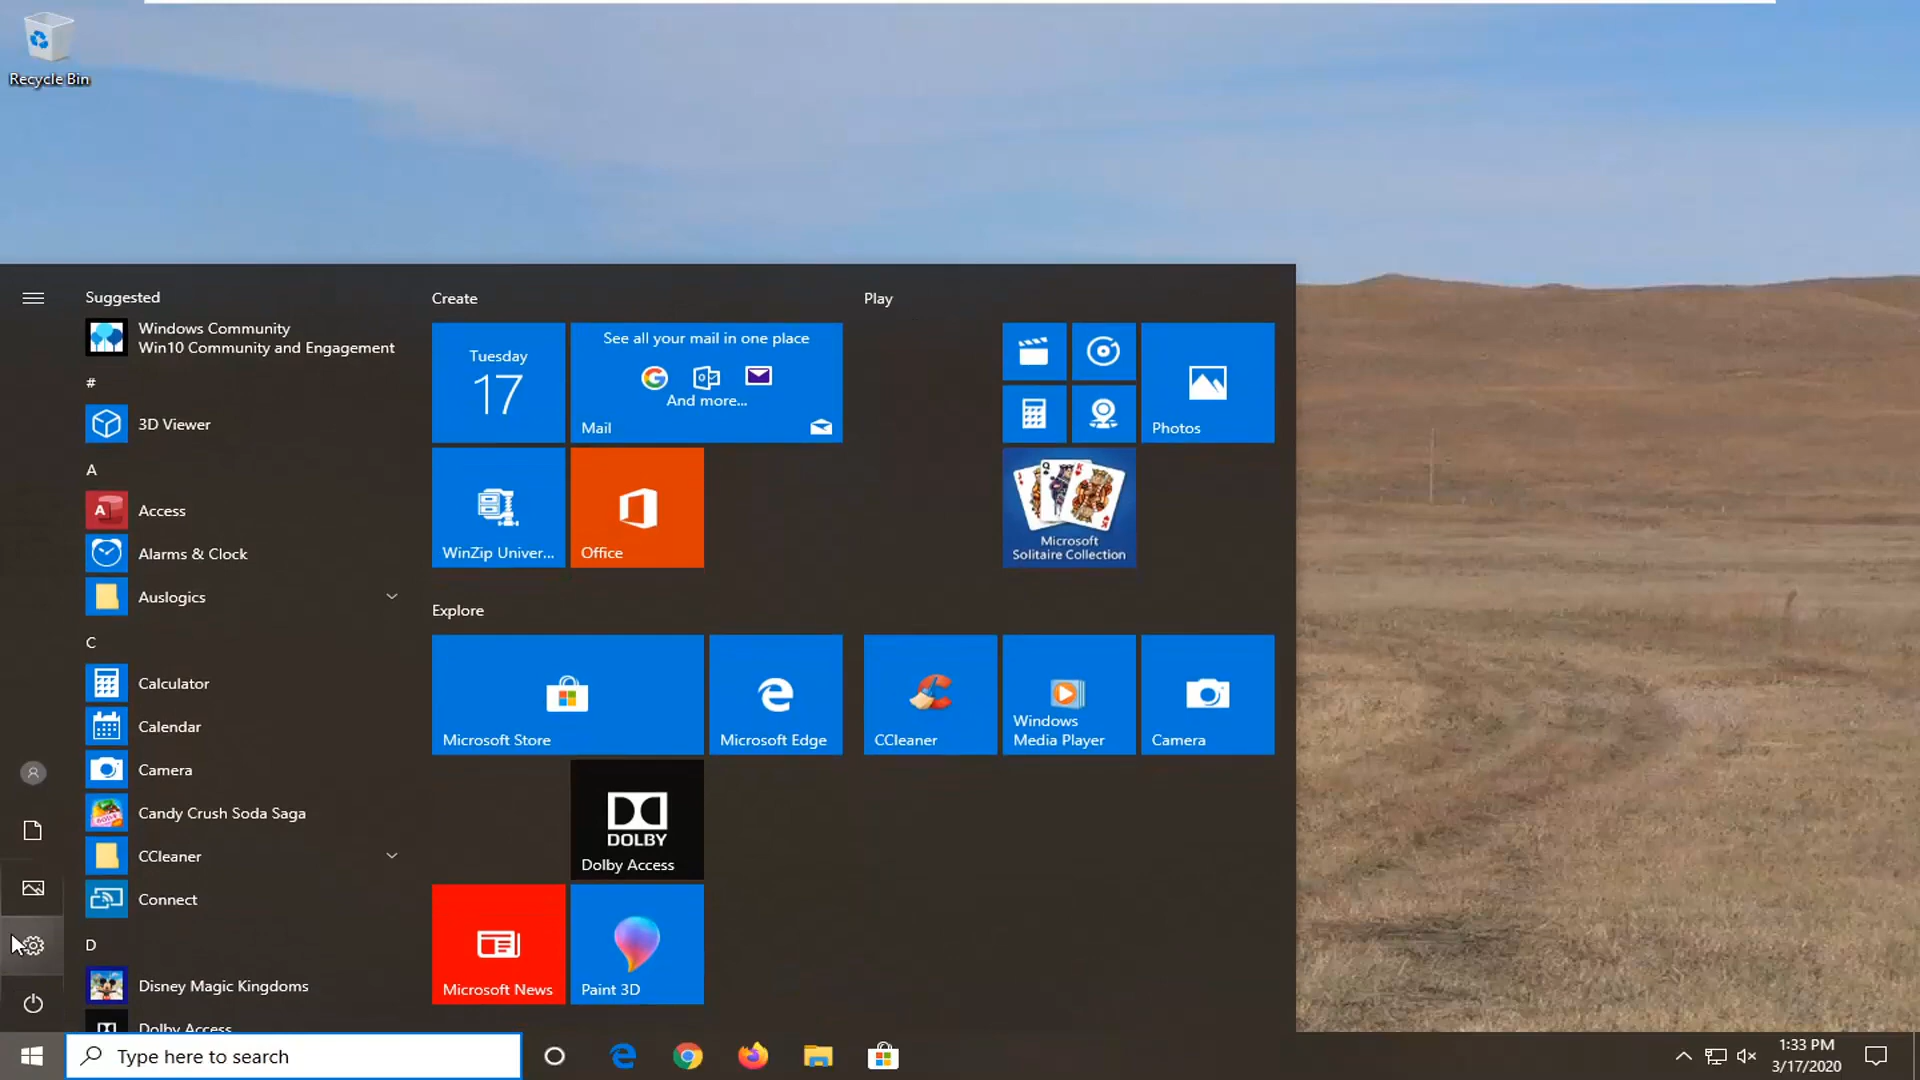 Recycle Bin
Suggested
Windows Community
Win10 Community and Engagement
#
3D Viewer
A
Access
Alarms & Clock
Auslogics
C
Calculator
Calendar
Camera
Candy Crush Soda Saga
CCleaner
Connect
D
Disney Magic Kingdoms
Dolby Access
Create
Tuesday
17
See all your mail in one place
And more...
Mail
WinZip Univer...
Office
Explore
Microsoft Store
Microsoft Edge
DOLBY
Dolby Access
Microsoft News
Paint 3D
Play
Photos
Microsoft
Solitaire Collection
CCleaner
Windows
Media Player
Camera
Type here to search
1:33 PM
3/17/2020